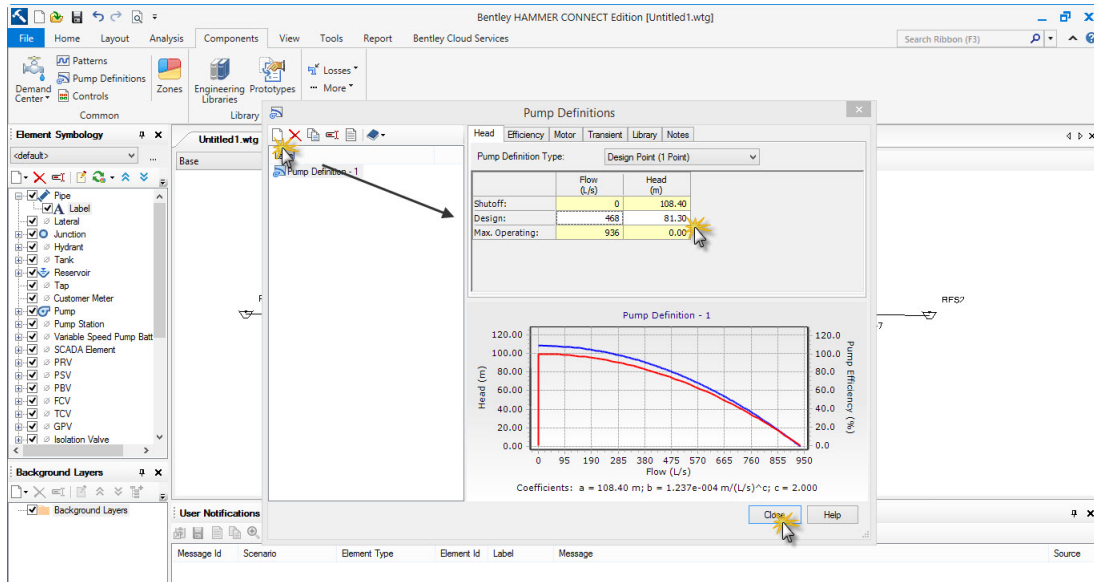 Bentley HAMMER CONNECT Edition [Untitled1.wtg]
File Home Layout Analysis Components View Tools Report Bentley Cloud Services
Search Ribbon (F3)
Demand Center
Patterns
Pump Definitions
Controls
Common
Zones
Engineering Libraries
Prototypes
Library
Losses
More
Element Symbology
<default>
...
Pipe
Label
Lateral
Junction
Hydrant
Tank
Reservoir
Tap
Customer Meter
Pump
Pump Station
Variable Speed Pump Batt
SCADA Element
PRV
PSV
PBV
FCV
TCV
GPV
Isolation Valve
Background Layers
Background Layers
Untitled1.wtg
Base
RFS2
Pump Definitions
Pump Definition - 1
Head Efficiency Motor Transient Library Notes
Pump Definition Type: Design Point (1 Point)
Flow (L/s) Head (m)
Shutoff: 0 108.40
Design: 468 81.30
Max. Operating: 936 0.00
Pump Definition - 1
Head (m)
120.00
100.00
80.00
60.00
40.00
20.00
0.00
Pump Efficiency (%)
120.0
100.0
80.0
60.0
40.0
20.0
0.0
0 95 190 285 380 475 570 665 760 855 950
Flow (L/s)
Coefficients: a = 108.40 m; b = 1.237e-004 m/(L/s)^c; c = 2.000
Help
User Notifications
Message Id Scenario Element Type Element Id Label Message Source